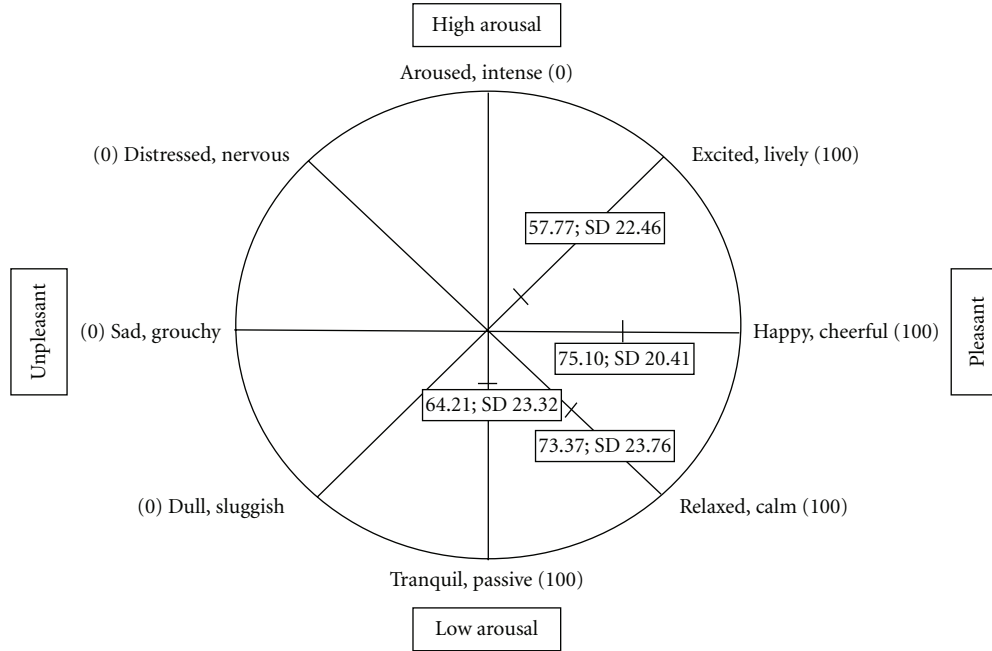 High arousal
Aroused, intense (0)
(0) Distressed, nervous
Excited, lively (100)
57.77; SD 22.46
Unpleasant
(0) Sad, grouchy
Happy, cheerful (100)
Pleasant
75.10; SD 20.41
64.21; SD 23.32
73.37; SD 23.76
(0) Dull, sluggish
Relaxed, calm (100)
Tranquil, passive (100)
Low arousal